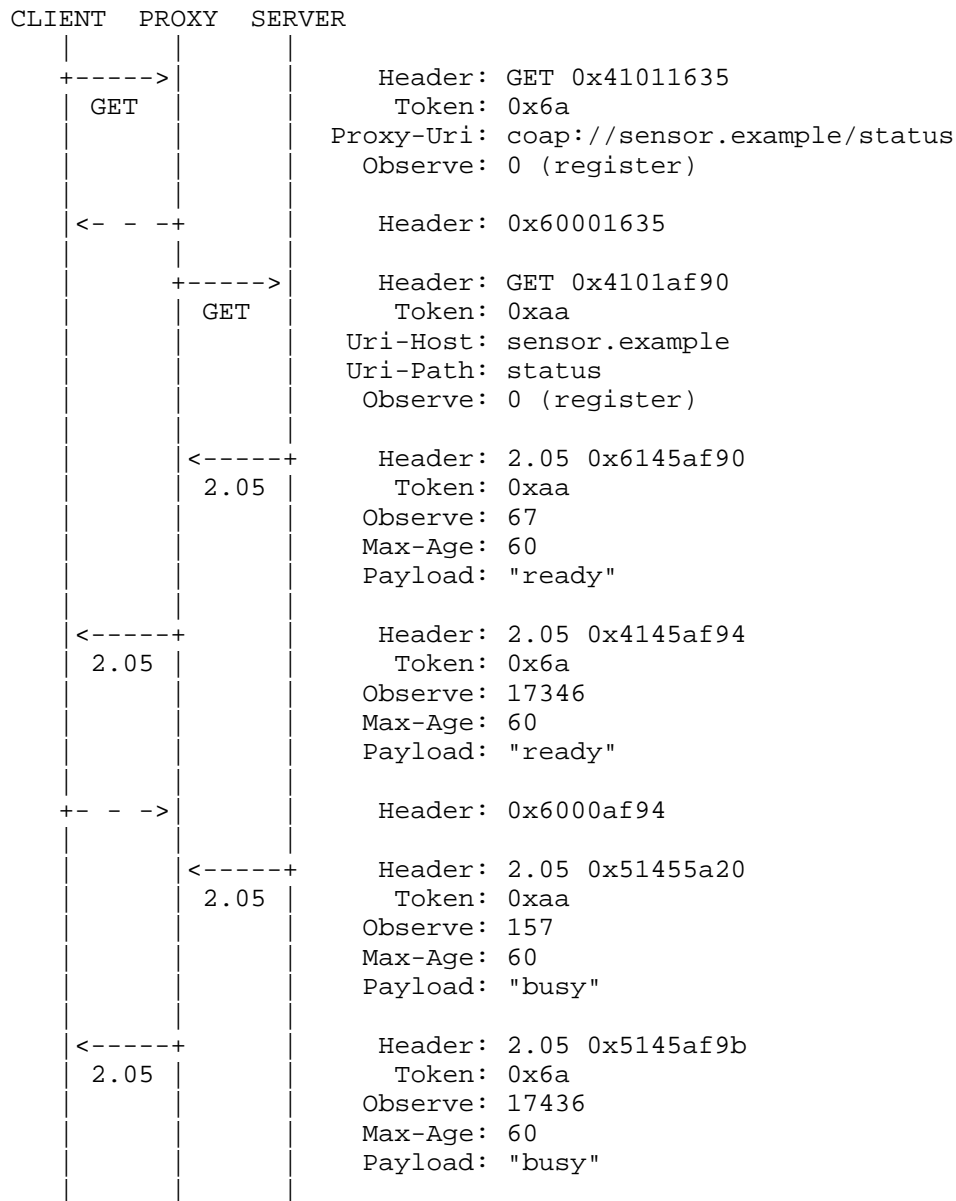 CLIENT PROXY SERVER
| | |
+----->| | Header: GET 0x41011635
| GET | | Token: 0x6a
| | | Proxy-Uri: coap://sensor.example/status
| | | Observe: 0 (register)
| | |
|<- - -+ | Header: 0x60001635
| | |
| +----->| Header: GET 0x4101af90
| | GET | Token: 0xaa
| | | Uri-Host: sensor.example
| | | Uri-Path: status
| | | Observe: 0 (register)
| | |
| |<-----+ Header: 2.05 0x6145af90
| | 2.05 | Token: 0xaa
| | | Observe: 67
| | | Max-Age: 60
| | | Payload: "ready"
| | |
|<-----+ | Header: 2.05 0x4145af94
| 2.05 | | Token: 0x6a
| | | Observe: 17346
| | | Max-Age: 60
| | | Payload: "ready"
| | |
+- - ->| | Header: 0x6000af94
| | |
| |<-----+ Header: 2.05 0x51455a20
| | 2.05 | Token: 0xaa
| | | Observe: 157
| | | Max-Age: 60
| | | Payload: "busy"
| | |
|<-----+ | Header: 2.05 0x5145af9b
| 2.05 | | Token: 0x6a
| | | Observe: 17436
| | | Max-Age: 60
| | | Payload: "busy"
| | |